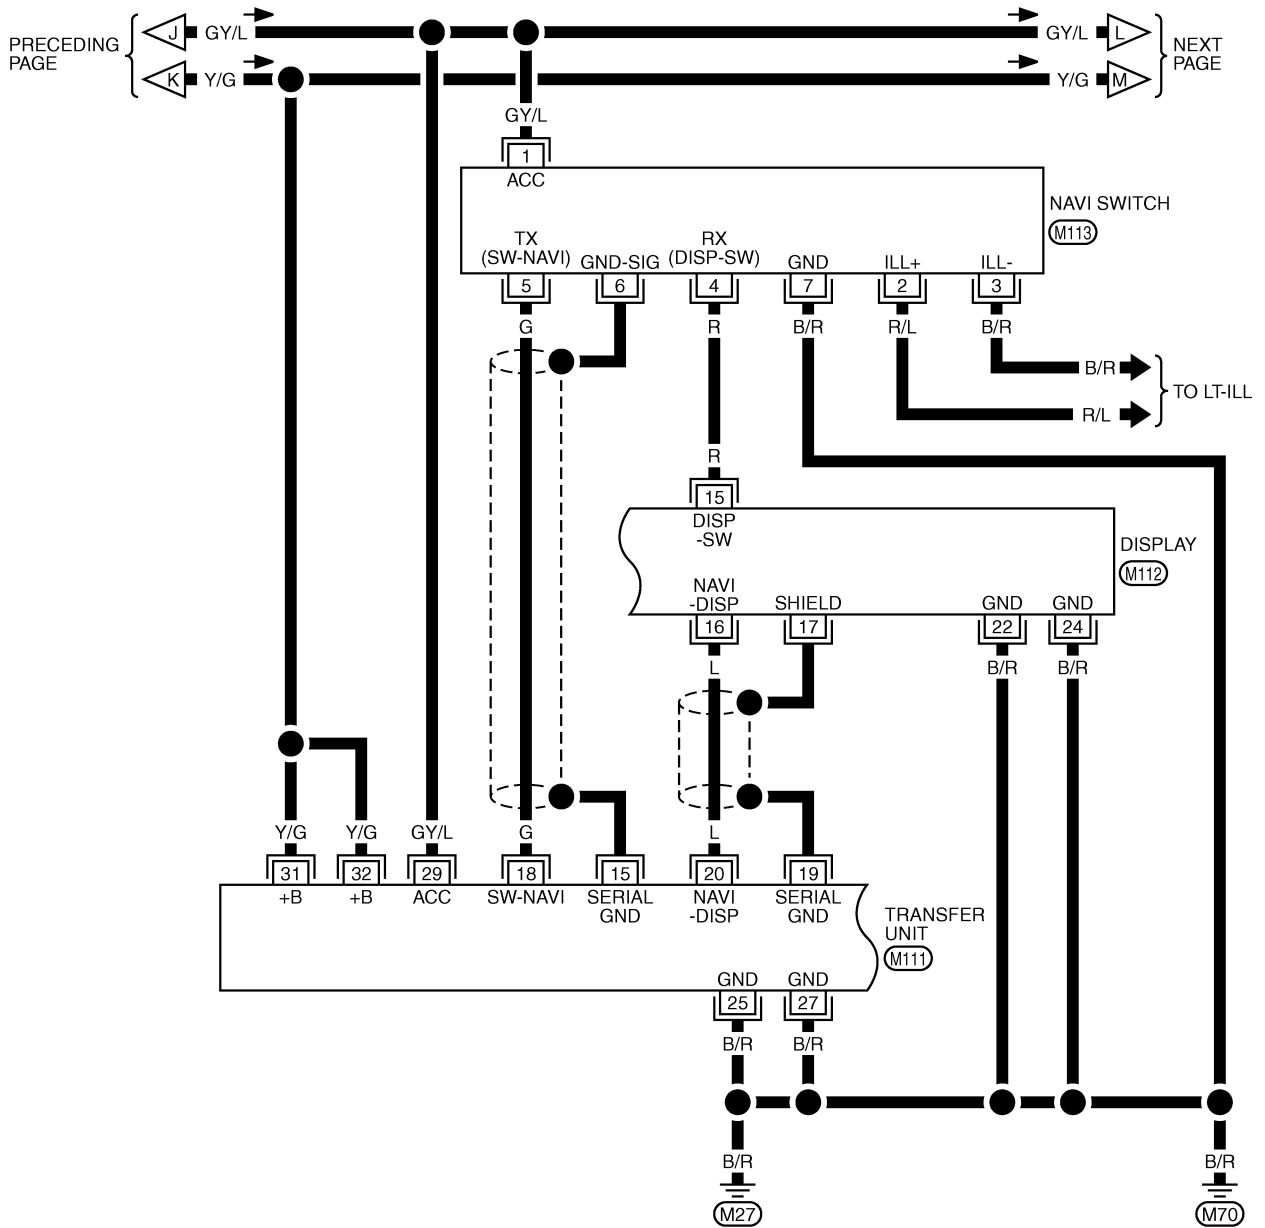 PRECEDING
PAGE
J
GY/L
GY/L
L
NEXT
PAGE
K
Y/G
Y/G
M
GY/L
1
ACC
NAVI SWITCH
M113
TX
(SW-NAVI)
GND-SIG
RX
(DISP-SW)
GND
ILL+
ILL-
5
6
4
7
2
3
G
R
B/R
R/L
B/R
B/R
R/L
TO LT-ILL
R
15
DISP
-SW
DISPLAY
M112
NAVI
-DISP
SHIELD
GND
GND
16
17
22
24
L
B/R
B/R
Y/G
Y/G
GY/L
G
L
31
32
29
18
15
20
19
+B
+B
ACC
SW-NAVI
SERIAL
GND
NAVI
-DISP
SERIAL
GND
TRANSFER
UNIT
M111
GND
GND
25
27
B/R
B/R
B/R
B/R
M27
M70